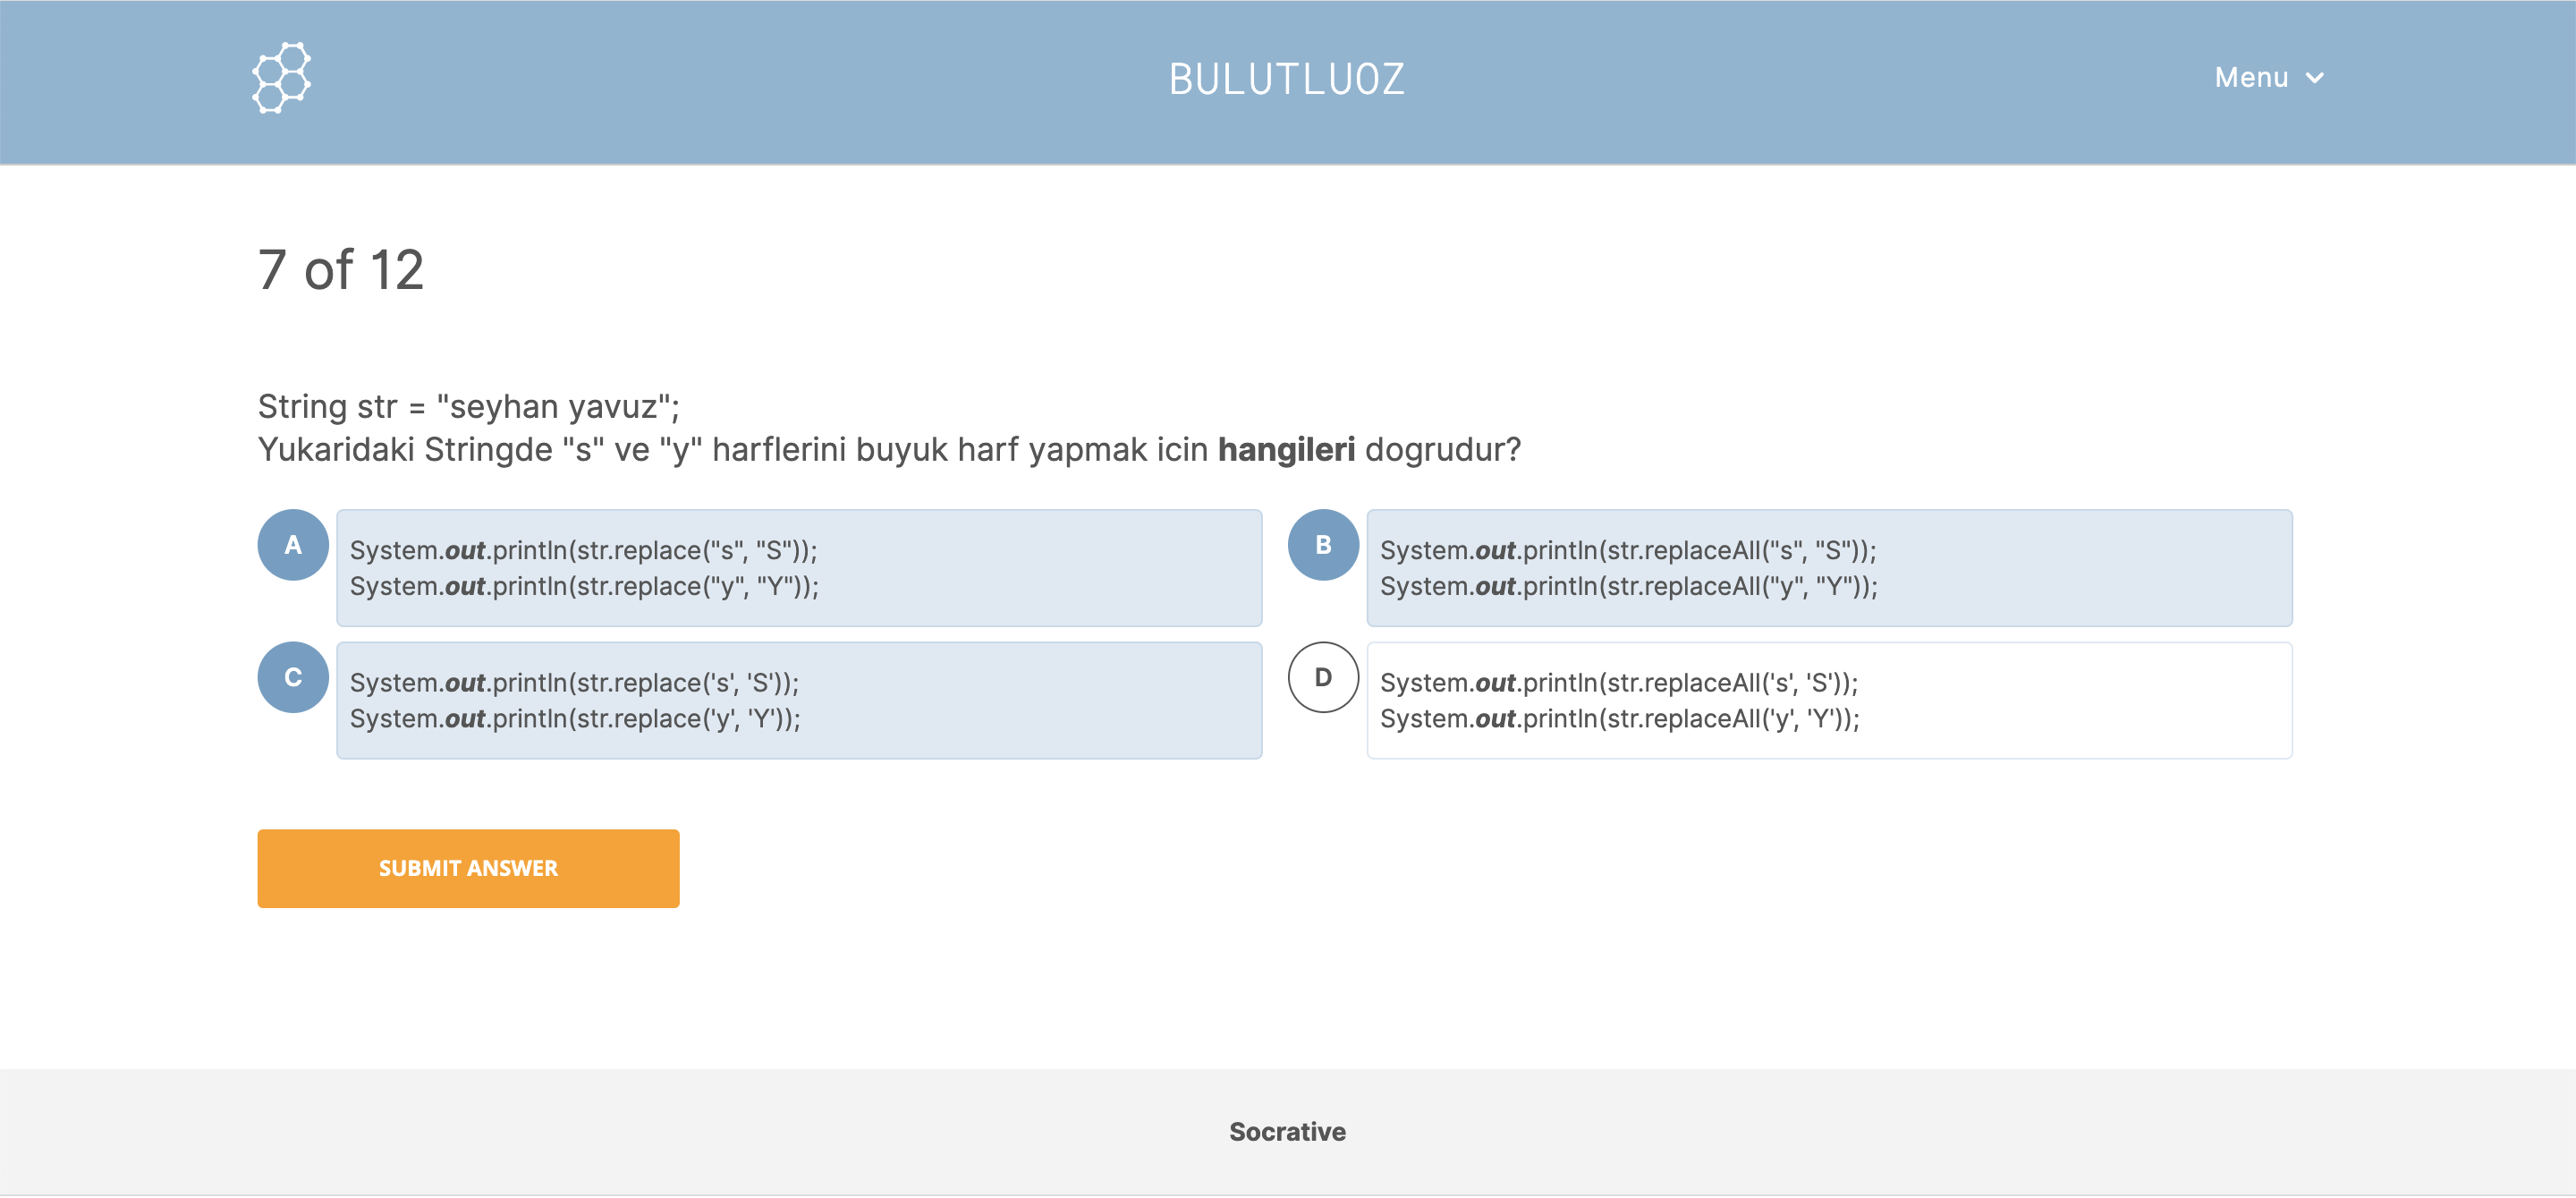 BULUTLUOZ
Menu
7 of 12
String str = "seyhan yavuz";
Yukaridaki Stringde "s" ve "y" harflerini buyuk harf yapmak icin hangileri dogrudur?
A
System.out.println(str.replace("s", "S"));
System.out.println(str.replace("y", "Y"));
B
System.out.println(str.replaceAll("s", "S"));
System.out.println(str.replaceAll("y", "Y"));
C
System.out.println(str.replace('s', 'S'));
System.out.println(str.replace('y', 'Y'));
D
System.out.println(str.replaceAll('s', 'S'));
System.out.println(str.replaceAll('y', 'Y'));
SUBMIT ANSWER
Socrative